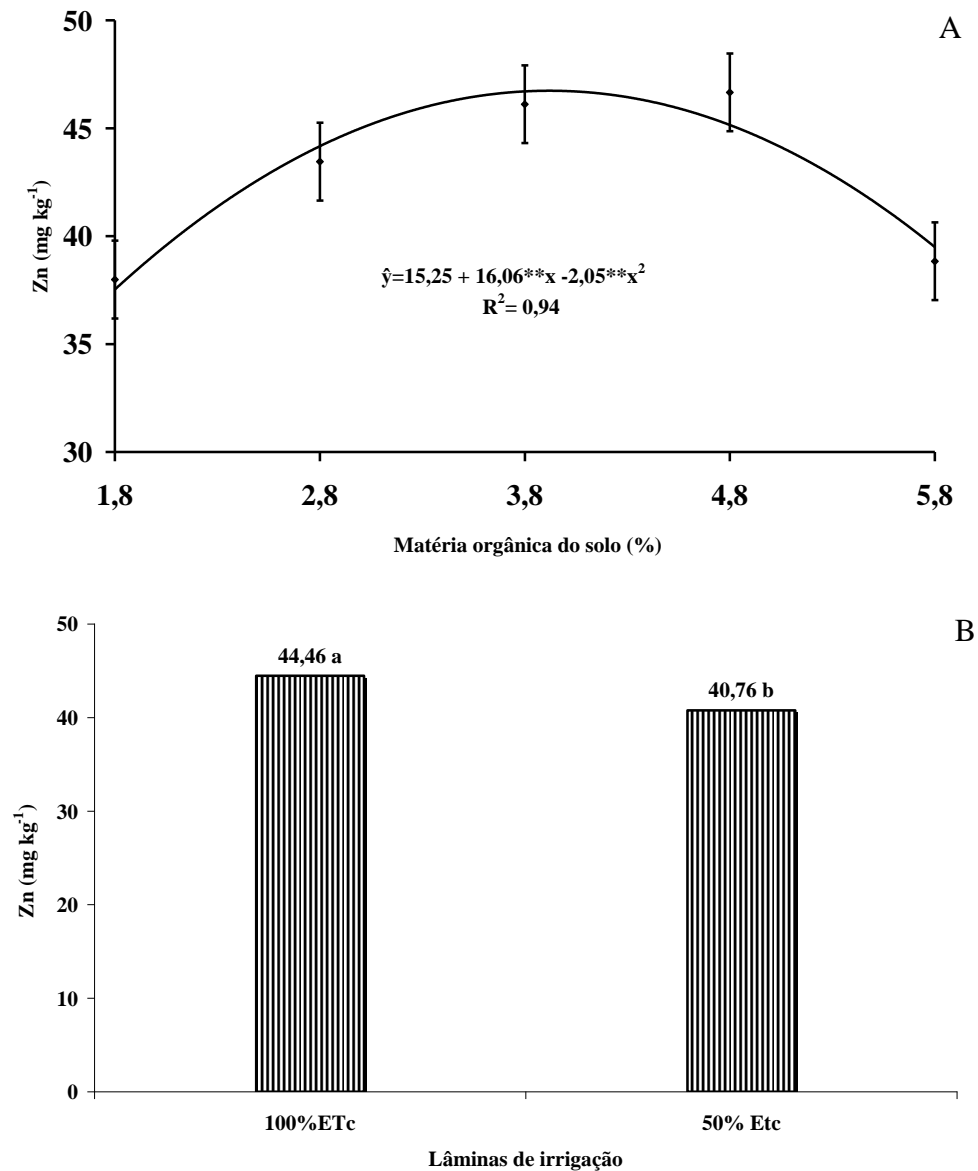 A
50
45
40
35
30
Zn (mg kg-1)
ŷ=15,25 + 16,06**x -2,05**x2
R2= 0,94
1,8 2,8 3,8 4,8 5,8
Matéria orgânica do solo (%)
B
50
40
30
20
10
0
Zn (mg kg-1)
44,46 a
40,76 b
100%ETc 50% Etc
Lâminas de irrigação